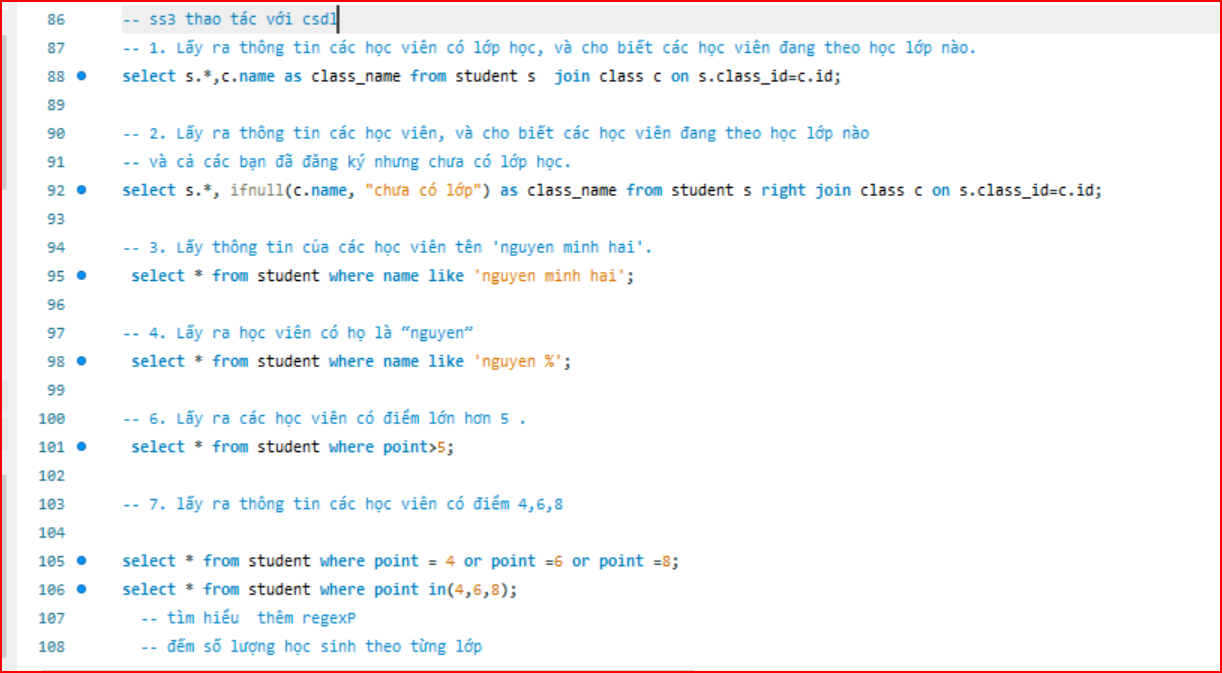 86 -- ss3 thao tác với csdl
87 -- 1. Lấy ra thông tin các học viên có lớp học, và cho biết các học viên đang theo học lớp nào.
88 select s.*,c.name as class_name from student s  join class c on s.class_id=c.id;
89
90 -- 2. Lấy ra thông tin các học viên, và cho biết các học viên đang theo học lớp nào
91 -- và cả các bạn đã đăng ký nhưng chưa có lớp học.
92 select s.*, ifnull(c.name, "chưa có lớp") as class_name from student s right join class c on s.class_id=c.id;
93
94 -- 3. Lấy thông tin của các học viên tên 'nguyen minh hai'.
95 select * from student where name like 'nguyen minh hai';
96
97 -- 4. Lấy ra học viên có họ là “nguyen”
98 select * from student where name like 'nguyen %';
99
100 -- 6. Lấy ra các học viên có điểm lớn hơn 5 .
101 select * from student where point>5;
102
103 -- 7. lấy ra thông tin các học viên có điểm 4,6,8
104
105 select * from student where point = 4 or point =6 or point =8;
106 select * from student where point in(4,6,8);
107 -- tìm hiểu  thêm regexP
108 -- đếm số lượng học sinh theo từng lớp